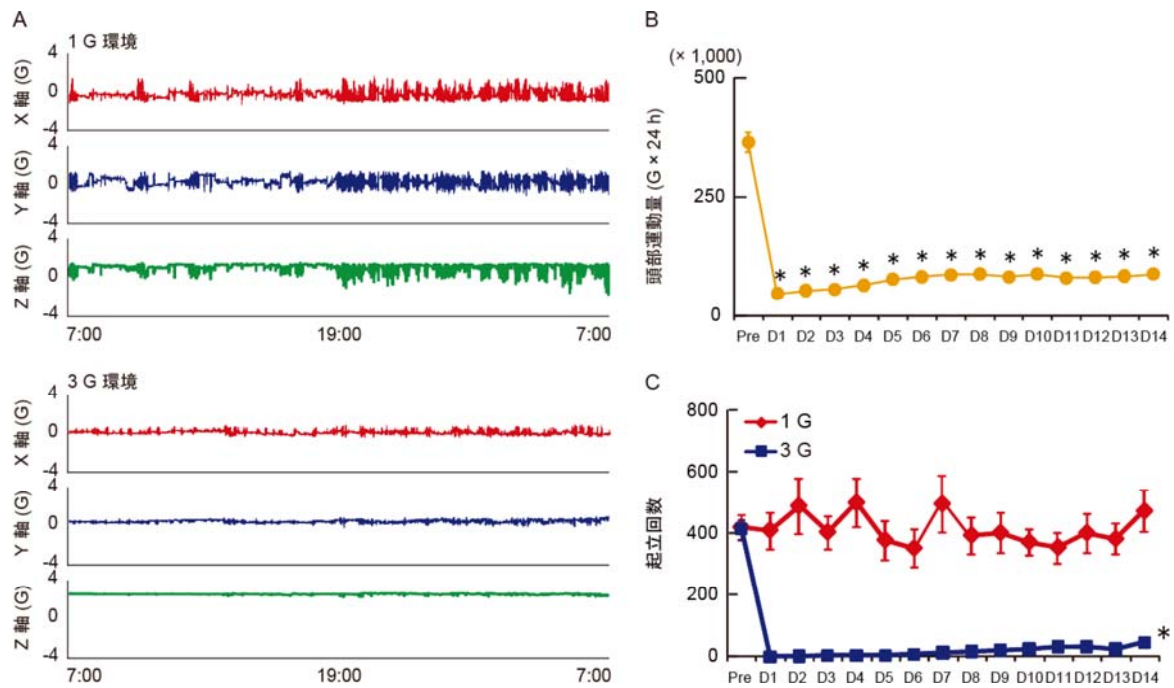 A
1 G 環境
X 軸 (G)
4
0
-4
Y 軸 (G)
4
0
-4
Z 軸 (G)
4
0
-4
7:00 19:00 7:00
3 G 環境
X 軸 (G)
4
0
-4
Y 軸 (G)
4
0
-4
Z 軸 (G)
4
0
-4
7:00 19:00 7:00
B
(× 1,000)
頭部運動量 (G × 24 h)
500
250
0
* * * * * * * * * * * * * *
Pre D1 D2 D3 D4 D5 D6 D7 D8 D9 D10 D11 D12 D13 D14
C
起立回数
800
600
400
200
0
1 G
3 G
*
Pre D1 D2 D3 D4 D5 D6 D7 D8 D9 D10 D11 D12 D13 D14